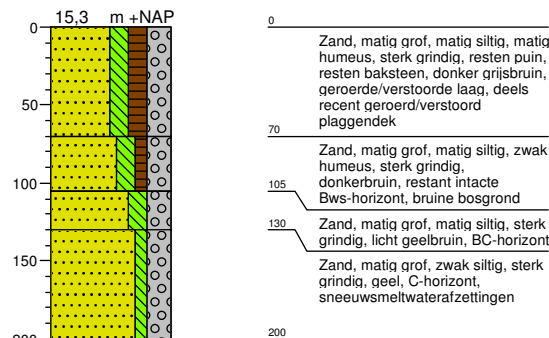 15,3 m +NAP
0
50
100
150
200
0
Zand, matig grof, matig siltig, matig
humeus, sterk grindig, resten puin,
resten baksteen, donker grijsbruin,
geroerde/verstoorde laag, deels
recent geroerd/verstoord
plaggendek
70
Zand, matig grof, matig siltig, zwak
humeus, sterk grindig,
donkerbruin, restant intacte
Bws-horizont, bruine bosgrond
105
Zand, matig grof, matig siltig, sterk
grindig, licht geelbruin, BC-horizont
130
Zand, matig grof, zwak siltig, sterk
grindig, geel, C-horizont,
sneeuwsmeltwaterafzettingen
200